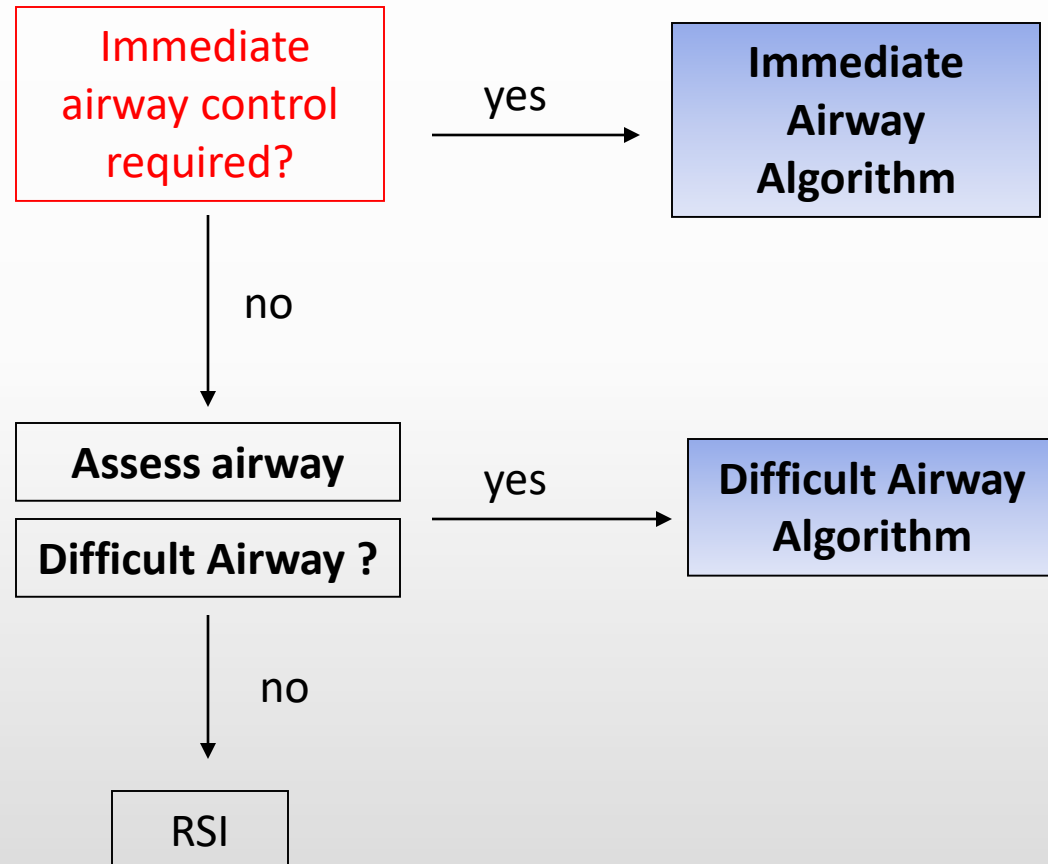 Immediate
airway control
required?
yes
Immediate
Airway
Algorithm
no
Assess airway
Difficult Airway ?
yes
Difficult Airway
Algorithm
no
RSI